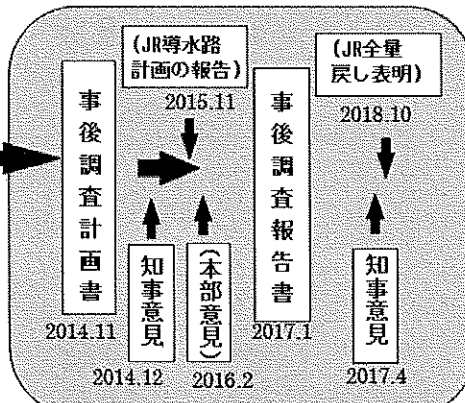 (JR導水路
計画の報告)
2015.11
(JR全量
戻し表明)
2018.10
事後調査計画書
2014.11
知事意見
2014.12
(本部意見)
2016.2
事後調査報告書
2017.1
知事意見
2017.4